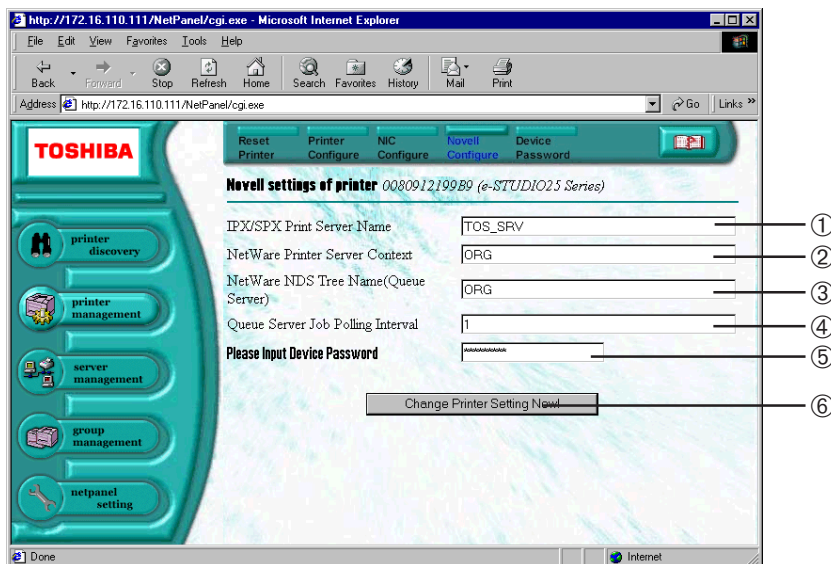 http://172.16.110.111/NetPanel/cgi.exe - Microsoft Internet Explorer
File Edit View Favorites Tools Help
Back Forward Stop Refresh Home Search Favorites History Mail Print
Address http://172.16.110.111/NetPanel/cgi.exe Go Links »
TOSHIBA
Reset Printer
Printer Configure
NIC Configure
Novell Configure
Device Password
Novell settings of printer 0080912199B9 (e-STUDIO25 Series)
printer discovery
printer management
server management
group management
netpanel setting
IPX/SPX Print Server Name TOS_SRV ①
NetWare Printer Server Context ORG ②
NetWare NDS Tree Name(Queue Server) ORG ③
Queue Server Job Polling Interval 1 ④
Please Input Device Password ********* ⑤
Change Printer Setting Now! ⑥
Done Internet